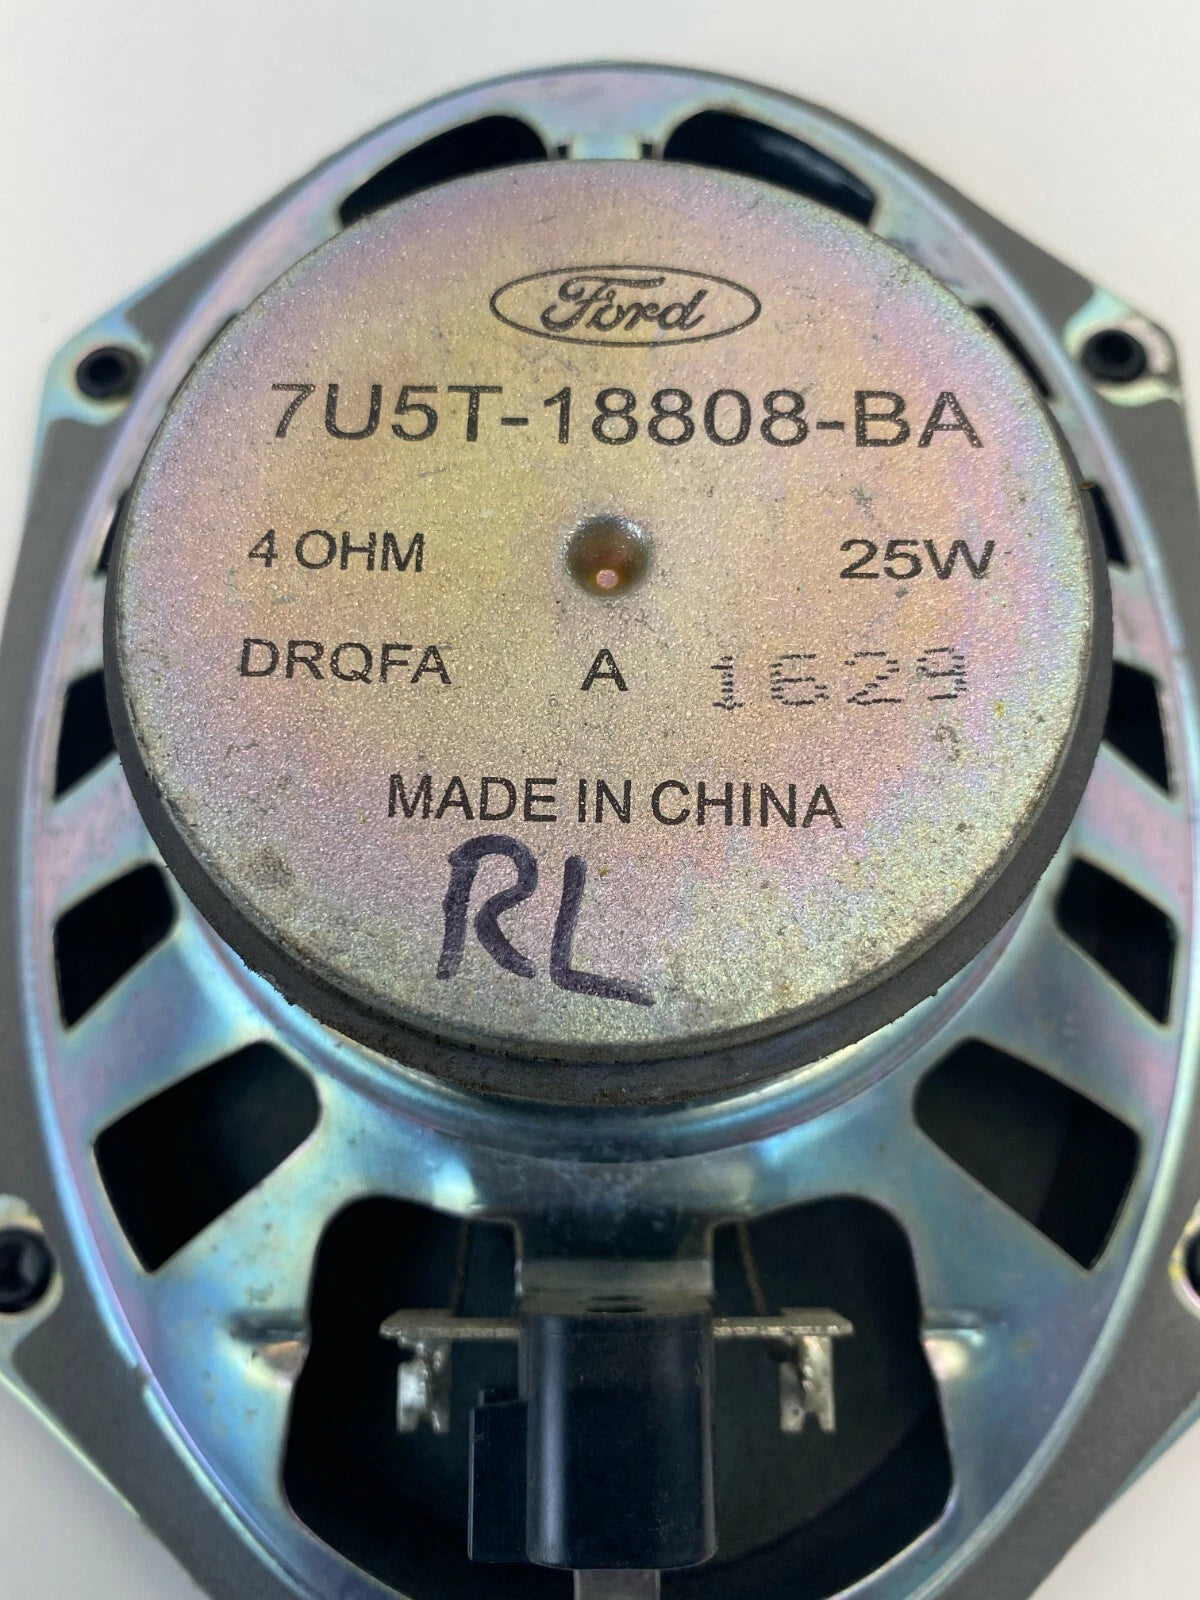 Ford
7U5T-18808-BA
4 OHM 25W
DRQFA A 1629
MADE IN CHINA
RL